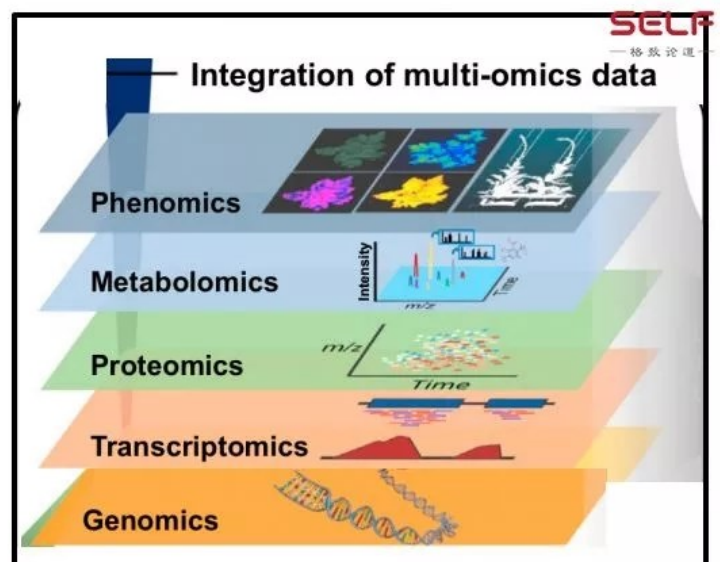 SELF
格致论道
Integration of multi-omics data
Phenomics
Metabolomics
Intensity
m/z
Time
Proteomics
m/z
Time
Transcriptomics
Genomics